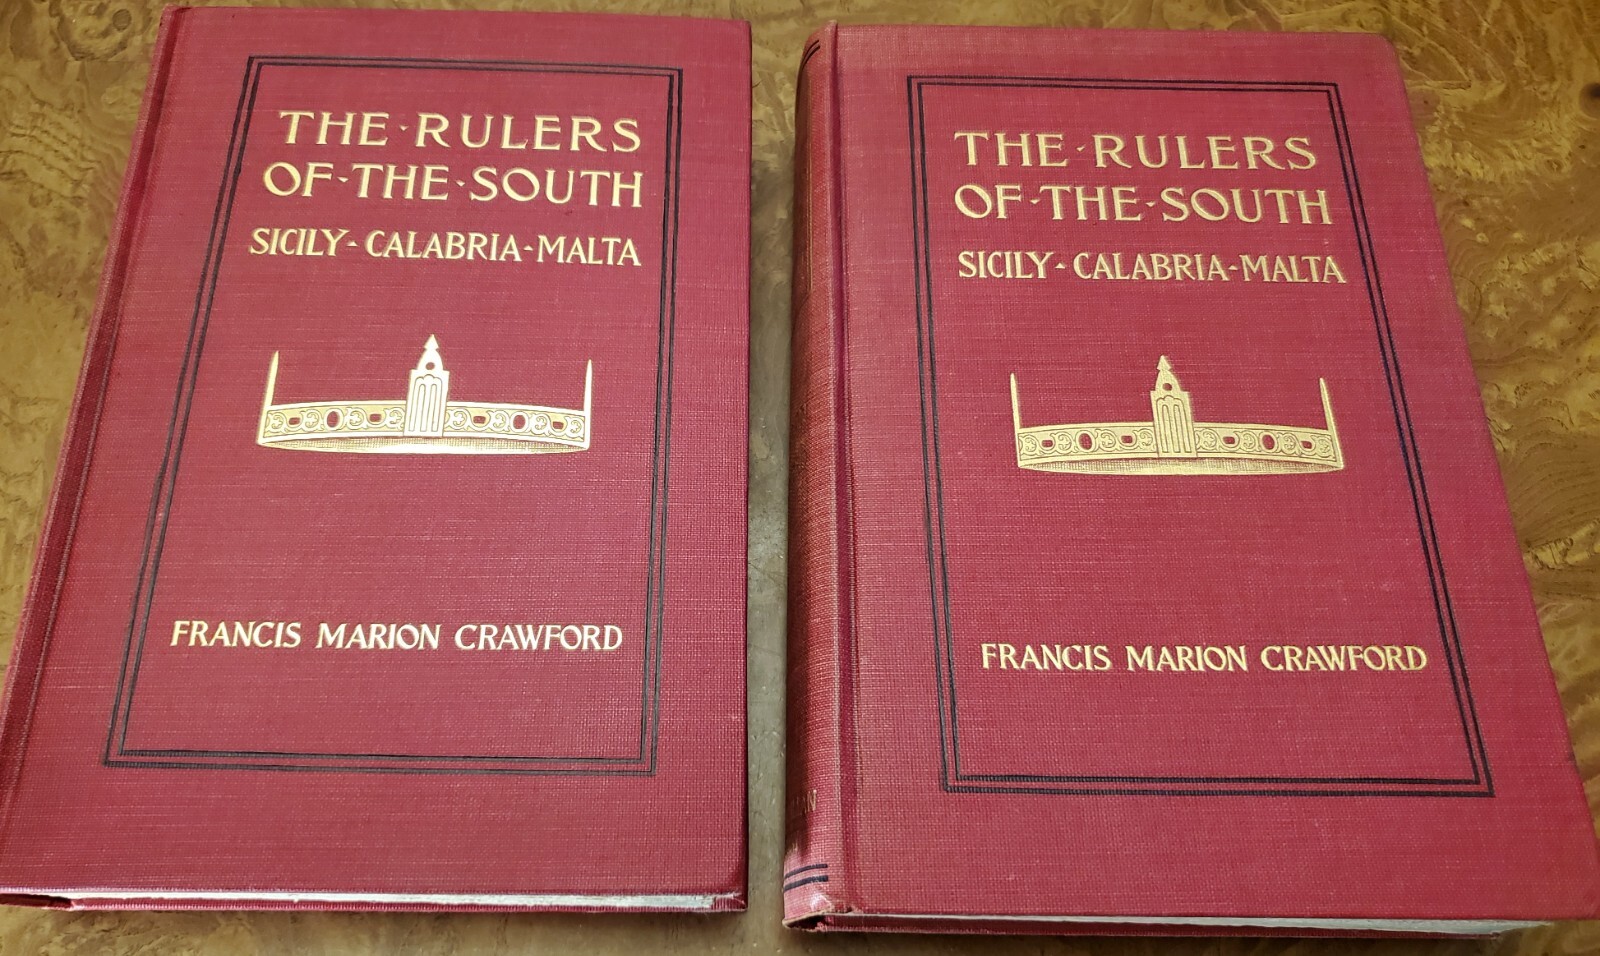 THE·RULERS
OF·THE·SOUTH
SICILY-CALABRIA-MALTA
FRANCIS MARION CRAWFORD
THE·RULERS
OF·THE·SOUTH
SICILY-CALABRIA-MALTA
FRANCIS MARION CRAWFORD